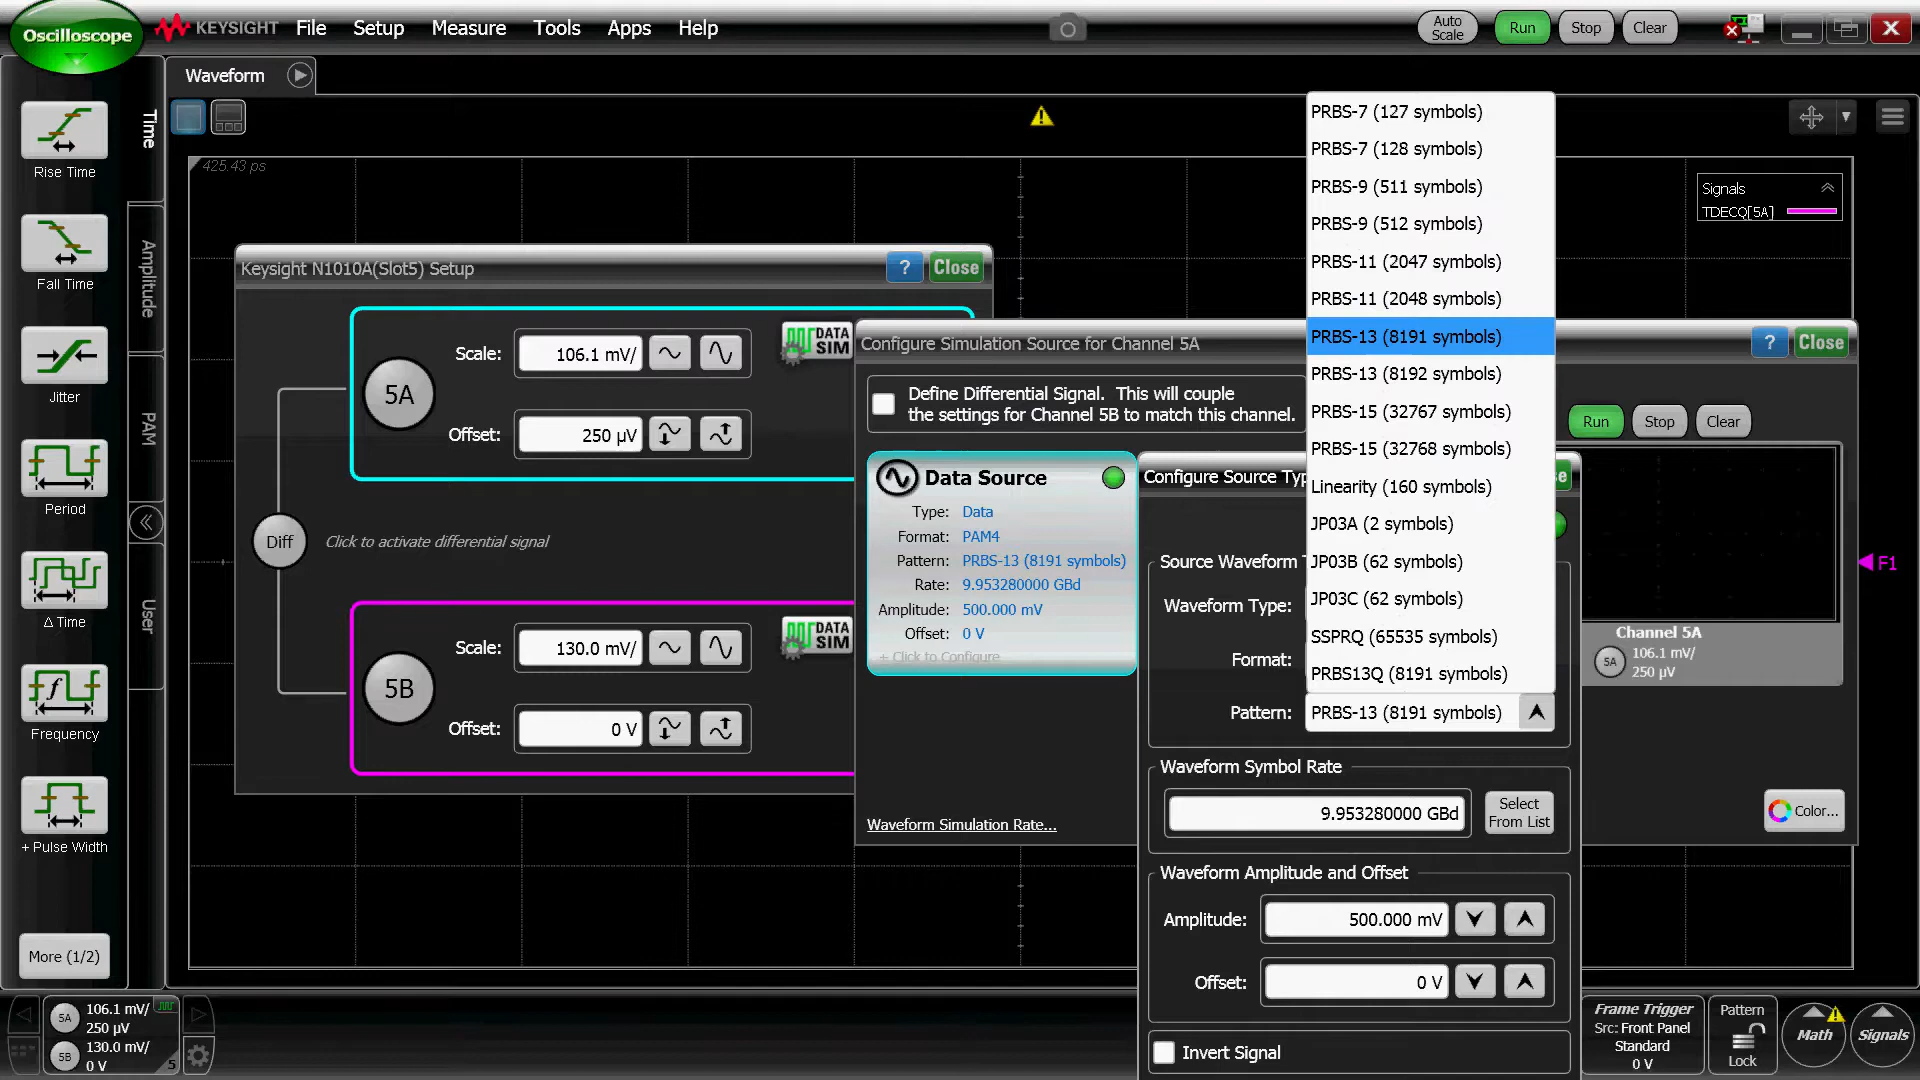 Oscilloscope
KEYSIGHT
File
Setup
Measure
Tools
Apps
Help
Auto
Scale
Run
Stop
Clear
Waveform
Time
Amplitude
PAM
User
Rise Time
Fall Time
Jitter
Period
Δ Time
Frequency
+ Pulse Width
More (1/2)
425.43 ps
Signals
TDECQ[5A]
Keysight N1010A(Slot5) Setup
?
Close
5A
Scale:
106.1 mV/
Offset:
250 µV
DATA
SIM
Diff
Click to activate differential signal
5B
Scale:
130.0 mV/
Offset:
0 V
DATA
SIM
Configure Simulation Source for Channel 5A
?
Close
Define Differential Signal. This will couple
the settings for Channel 5B to match this channel.
Run
Stop
Clear
Data Source
Type: Data
Format: PAM4
Pattern: PRBS-13 (8191 symbols)
Rate: 9.953280000 GBd
Amplitude: 500.000 mV
Offset: 0 V
+ Click to Configure
Waveform Simulation Rate...
Channel 5A
5A
106.1 mV/
250 µV
Color...
F1
Configure Source Typ
e
Source Waveform T
Waveform Type:
Format:
PRBS-7 (127 symbols)
PRBS-7 (128 symbols)
PRBS-9 (511 symbols)
PRBS-9 (512 symbols)
PRBS-11 (2047 symbols)
PRBS-11 (2048 symbols)
PRBS-13 (8191 symbols)
PRBS-13 (8192 symbols)
PRBS-15 (32767 symbols)
PRBS-15 (32768 symbols)
Linearity (160 symbols)
JP03A (2 symbols)
JP03B (62 symbols)
JP03C (62 symbols)
SSPRQ (65535 symbols)
PRBS13Q (8191 symbols)
Pattern: PRBS-13 (8191 symbols)
Waveform Symbol Rate
9.953280000 GBd
Select
From List
Waveform Amplitude and Offset
Amplitude: 500.000 mV
Offset: 0 V
Invert Signal
5A
106.1 mV/
250 µV
5B
130.0 mV/
0 V
5
Frame Trigger
Src: Front Panel
Standard
0 V
Pattern
Lock
Math
Signals